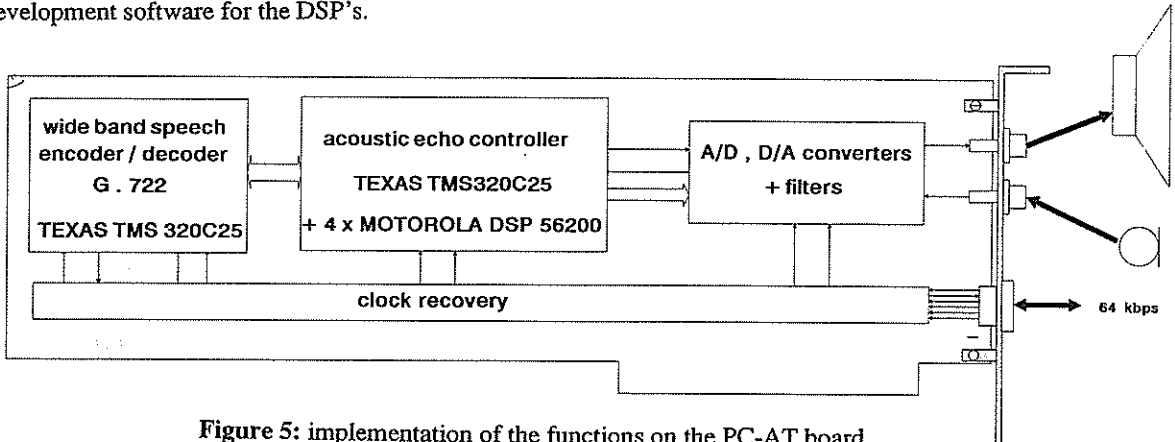 evelopment software for the DSP's.
wide band speech
encoder / decoder
G . 722
TEXAS TMS 320C25
acoustic echo controller
TEXAS TMS320C25
+ 4 x MOTOROLA DSP 56200
A/D , D/A converters
+ filters
clock recovery
64 kbps
Figure 5: implementation of the functions on the PC-AT board